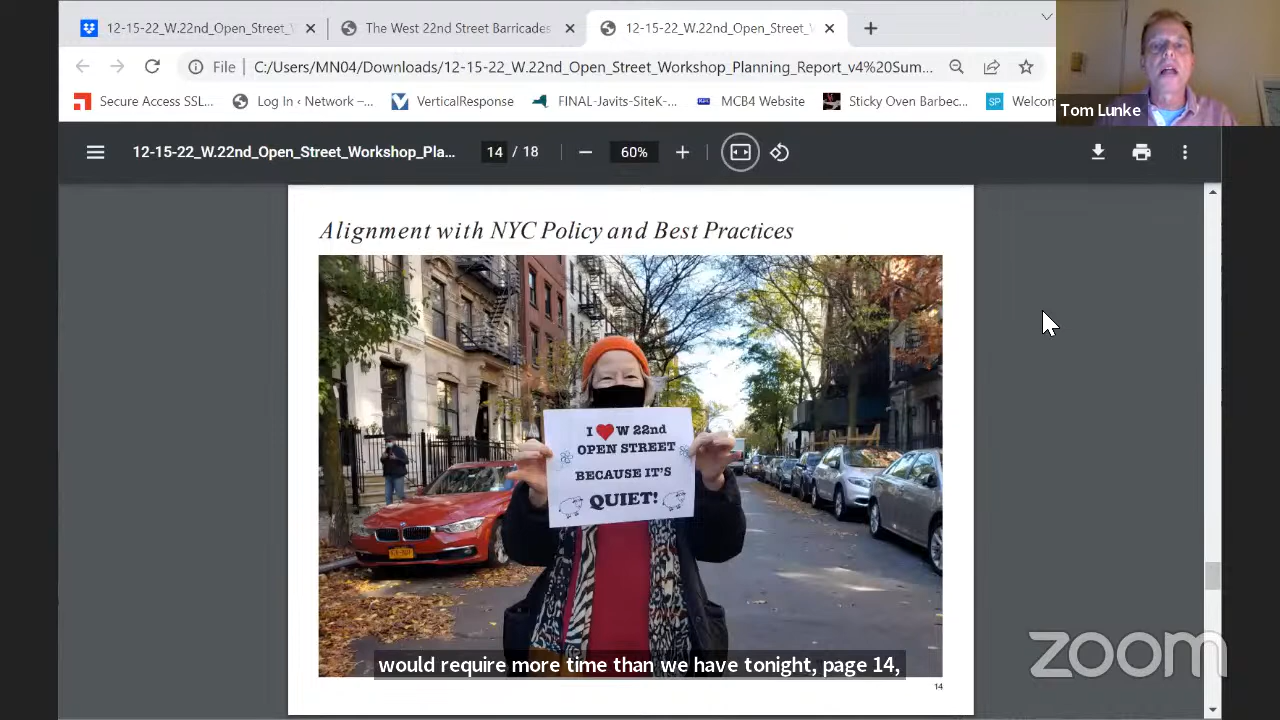 12-15-22_W.22nd_Open_Street_W
The West 22nd Street Barricades
12-15-22_W.22nd_Open_Street_W
File
C:/Users/MN04/Downloads/12-15-22_W.22nd_Open_Street_Workshop_Planning_Report_v4%20Sum...
Secure Access SSL...
Log In ‹ Network –...
VerticalResponse
FINAL-Javits-SiteK-...
MCB4 Website
Sticky Oven Barbec...
SP
Welcom
Tom Lunke
12-15-22_W.22nd_Open_Street_Workshop_Pla...
14 / 18
60%
Alignment with NYC Policy and Best Practices
I ❤ W 22nd
OPEN STREET
BECAUSE IT'S
QUIET!
would require more time than we have tonight, page 14,
zoom
14